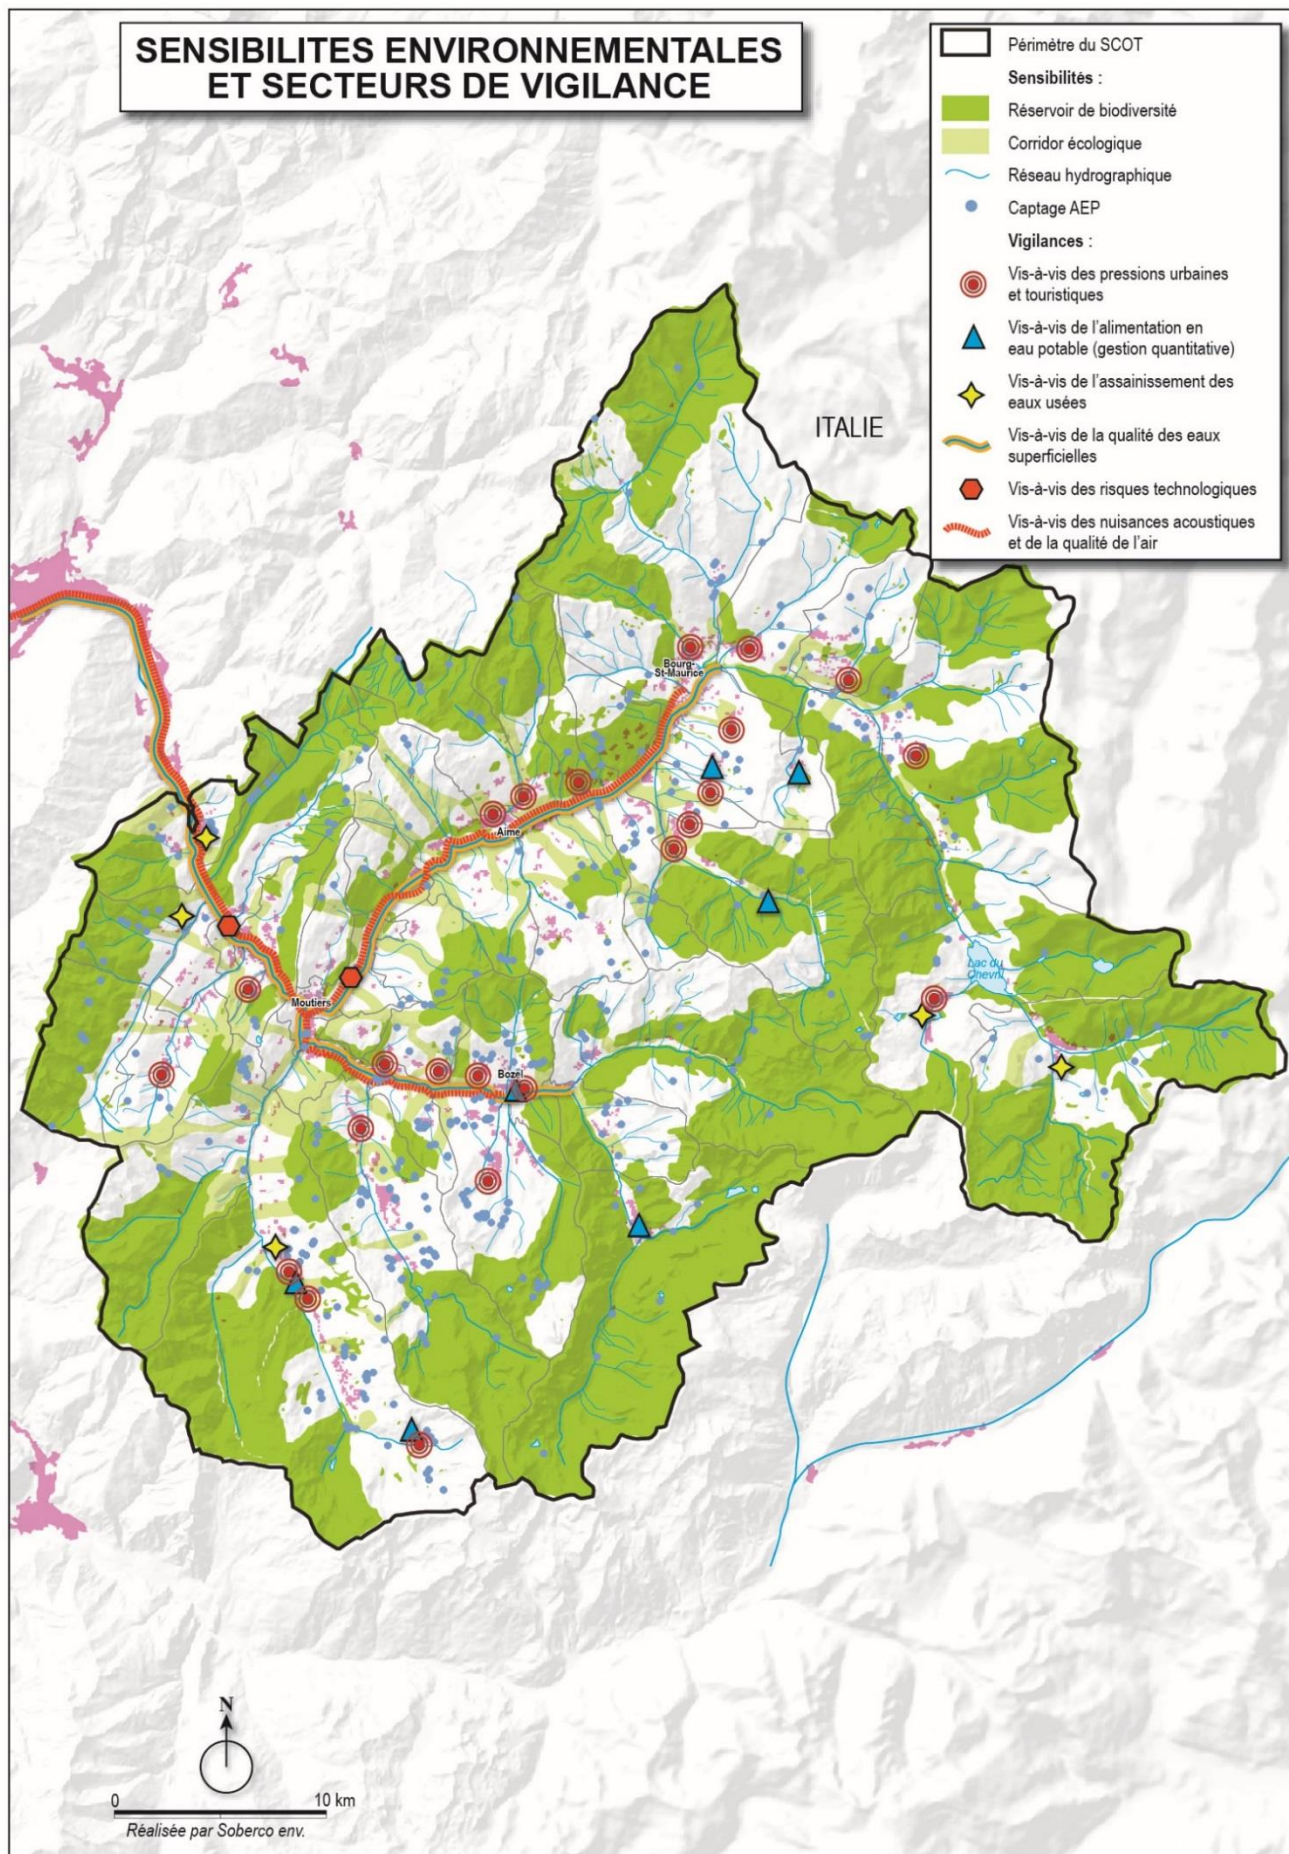 SENSIBILITES ENVIRONNEMENTALES
ET SECTEURS DE VIGILANCE
Périmètre du SCOT
Sensibilités :
Réservoir de biodiversité
Corridor écologique
Réseau hydrographique
Captage AEP
Vigilances :
Vis-à-vis des pressions urbaines
et touristiques
Vis-à-vis de l'alimentation en
eau potable (gestion quantitative)
Vis-à-vis de l'assainissement des
eaux usées
Vis-à-vis de la qualité des eaux
superficielles
Vis-à-vis des risques technologiques
Vis-à-vis des nuisances acoustiques
et de la qualité de l'air
ITALIE
Bourg-
St-Maurice
Aime
Lac du
Chevril
Moutiers
Bozel
N
0 10 km
Réalisée par Soberco env.